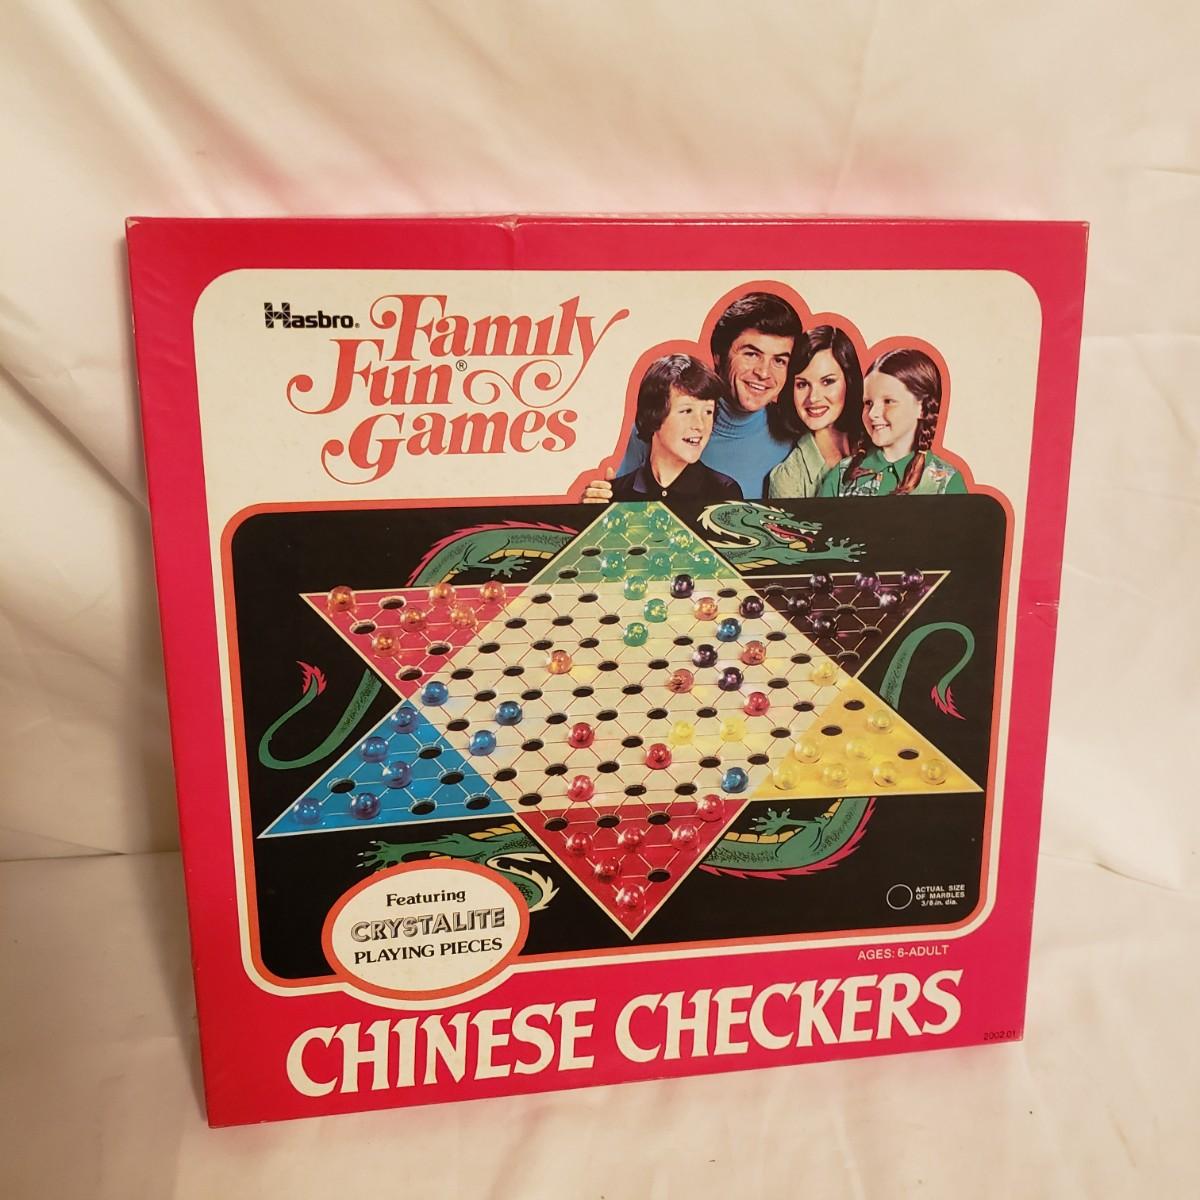 Hasbro®
Family
Fun®
Games
ACTUAL SIZE
OF MARBLES
3/8 in. dia.
Featuring
CRYSTALITE
PLAYING PIECES
AGES: 6-ADULT
CHINESE CHECKERS
2002.01